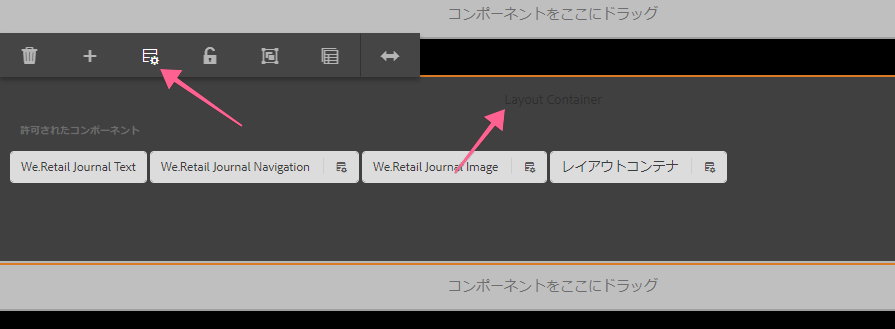 コンポーネントをここにドラッグ
Layout Container
許可されたコンポーネント
We.Retail Journal Text
We.Retail Journal Navigation
We.Retail Journal Image
レイアウトコンテナ
コンポーネントをここにドラッグ